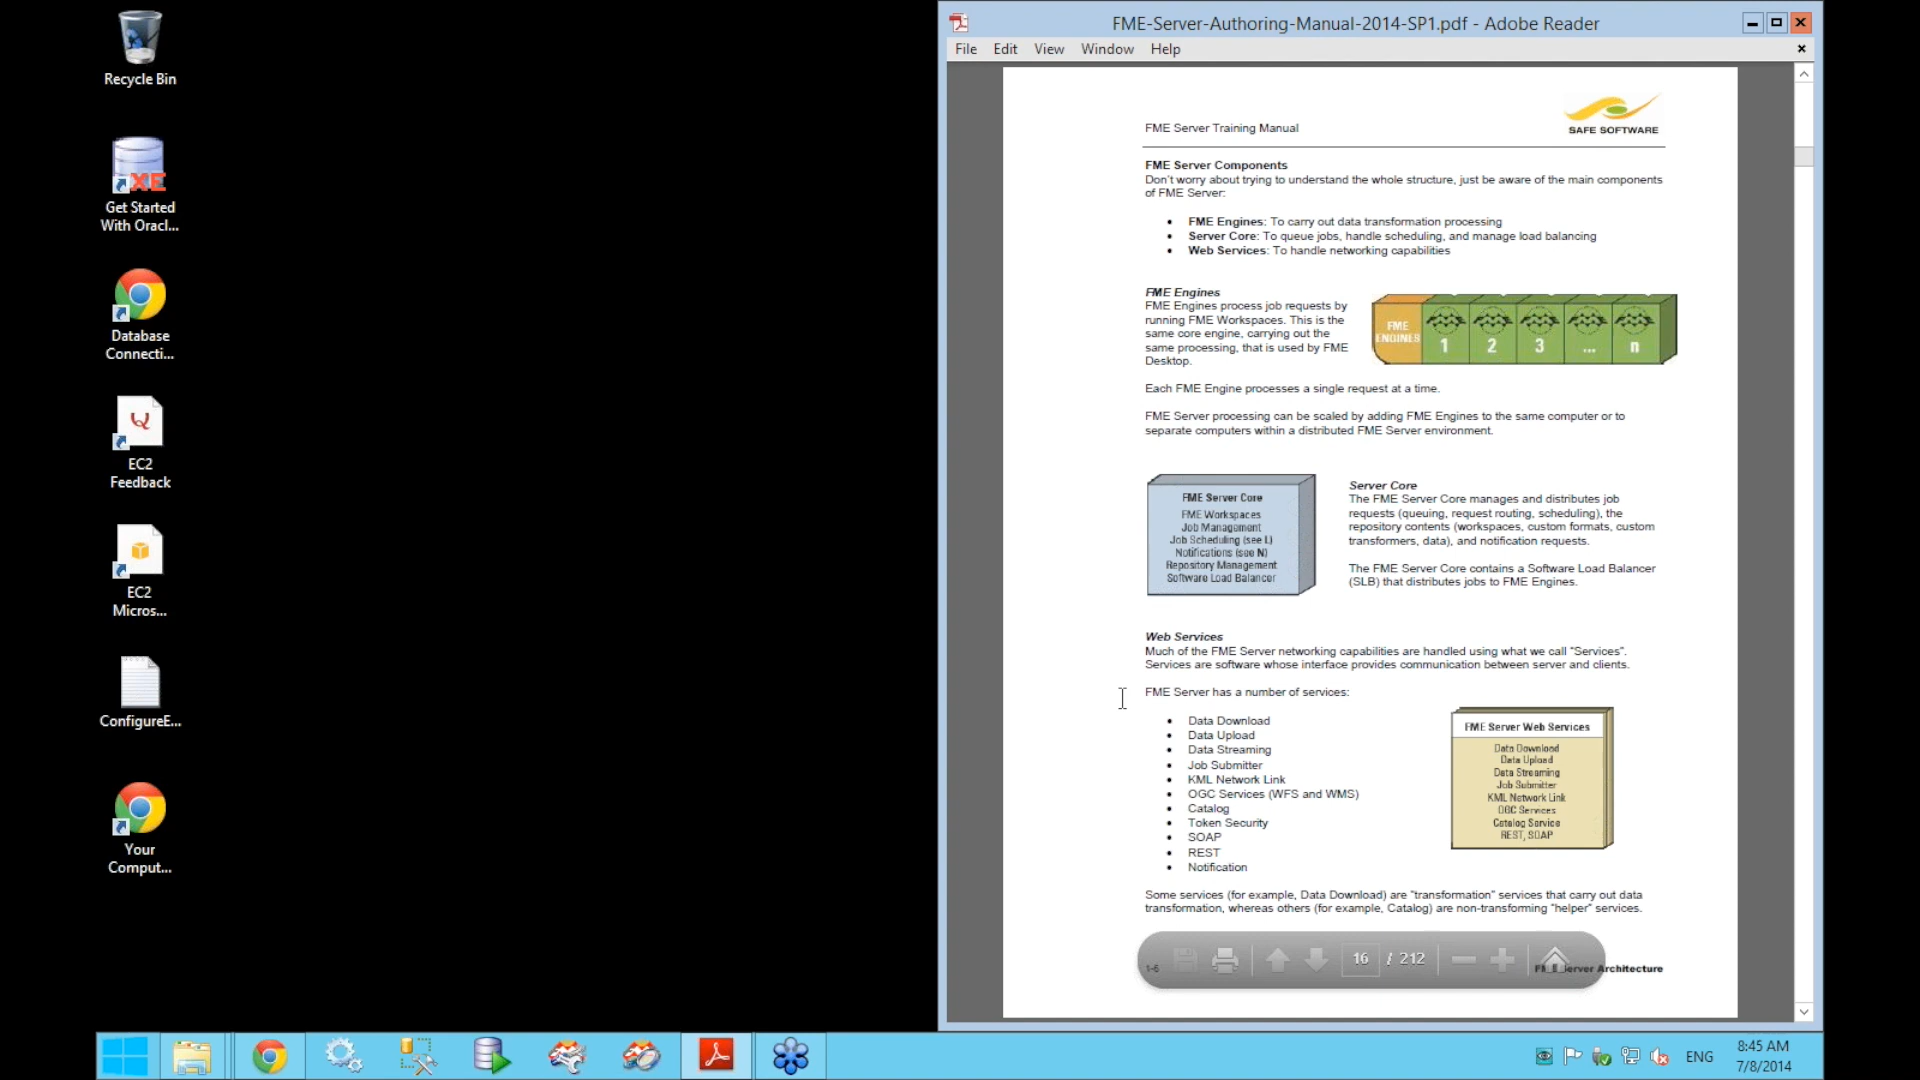 Recycle Bin
XE
Get Started
With Oracl...
Database
Connecti...
EC2
Feedback
EC2
Micros...
ConfigureE...
Your
Comput...
FME-Server-Authoring-Manual-2014-SP1.pdf - Adobe Reader
File Edit View Window Help
FME Server Training Manual
SAFE SOFTWARE
FME Server Components
Don't worry about trying to understand the whole structure, just be aware of the main components
of FME Server:
• FME Engines: To carry out data transformation processing
• Server Core: To queue jobs, handle scheduling, and manage load balancing
• Web Services: To handle networking capabilities
FME Engines
FME Engines process job requests by
running FME Workspaces. This is the
same core engine, carrying out the
same processing, that is used by FME
Desktop.
FME
ENGINES
1 2 3 ... n
Each FME Engine processes a single request at a time.
FME Server processing can be scaled by adding FME Engines to the same computer or to
separate computers within a distributed FME Server environment.
FME Server Core
FME Workspaces
Job Management
Job Scheduling (see L)
Notifications (see N)
Repository Management
Software Load Balancer
Server Core
The FME Server Core manages and distributes job
requests (queuing, request routing, scheduling), the
repository contents (workspaces, custom formats, custom
transformers, data), and notification requests.
The FME Server Core contains a Software Load Balancer
(SLB) that distributes jobs to FME Engines.
Web Services
Much of the FME Server networking capabilities are handled using what we call "Services".
Services are software whose interface provides communication between server and clients.
FME Server has a number of services:
• Data Download
• Data Upload
• Data Streaming
• Job Submitter
• KML Network Link
• OGC Services (WFS and WMS)
• Catalog
• Token Security
• SOAP
• REST
• Notification
FME Server Web Services
Data Download
Data Upload
Data Streaming
Job Submitter
KML Network Link
OGC Services
Catalog Service
REST, SOAP
Some services (for example, Data Download) are "transformation" services that carry out data
transformation, whereas others (for example, Catalog) are non-transforming "helper" services.
16 / 212
1-6
Server Architecture
ENG
8:45 AM
7/8/2014